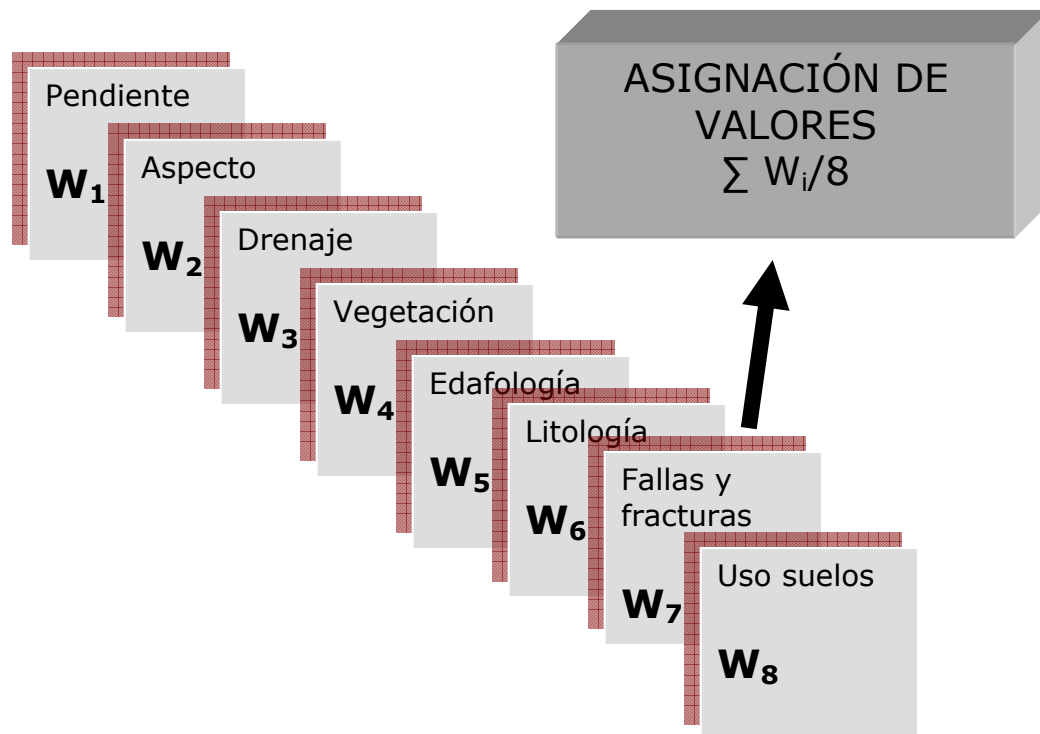 Pendiente
W₁
Aspecto
W₂
Drenaje
W₃
Vegetación
W₄
Edafología
W₅
Litología
W₆
Fallas y
fracturas
W₇
Uso suelos
W₈
ASIGNACIÓN DE
VALORES
∑ Wᵢ/8